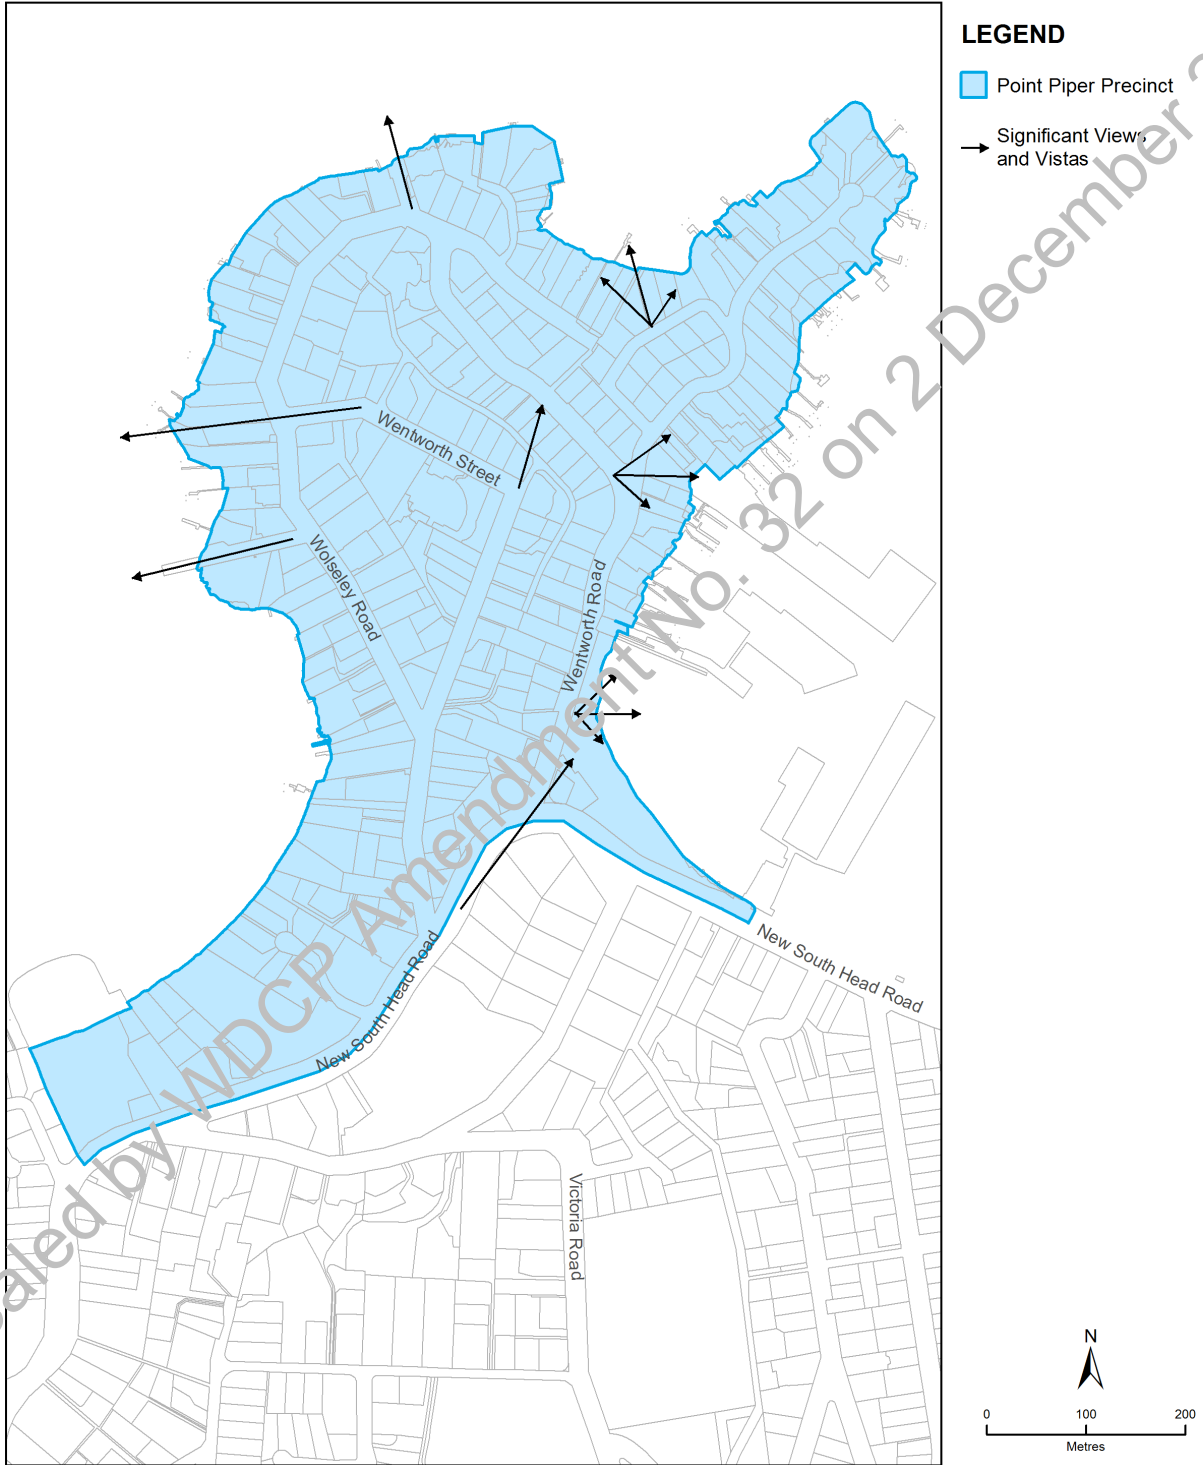 LEGEND
Point Piper Precinct
Significant Views
and Vistas
Wentworth Street
Wolseley Road
Wentworth Road
New South Head Road
New South Head Road
Victoria Road
aled by WDCP Amendment No. 32 on 2 December 2
N
0 100 200
Metres